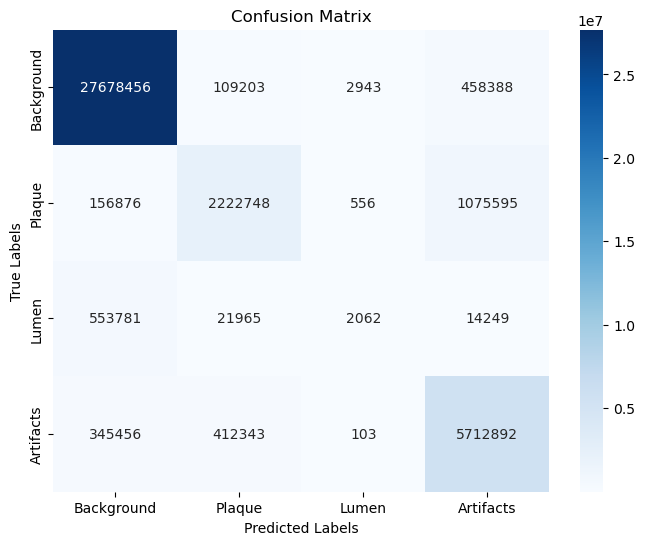 Confusion Matrix
1e7
Background 27678456 109203 2943 458388
Plaque 156876 2222748 556 1075595
Lumen 553781 21965 2062 14249
Artifacts 345456 412343 103 5712892
Background Plaque Lumen Artifacts
Predicted Labels
True Labels
2.5
2.0
1.5
1.0
0.5